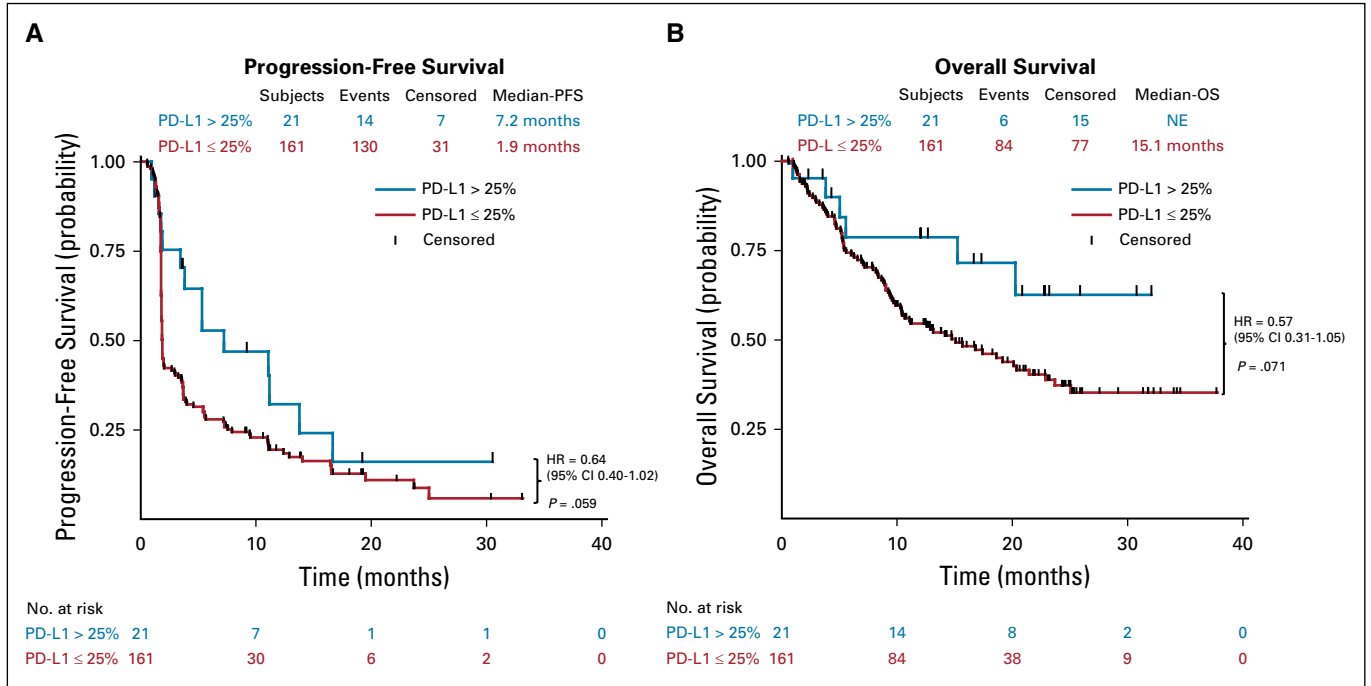 A
Progression-Free Survival
Subjects Events Censored Median-PFS
PD-L1 > 25% 21 14 7 7.2 months
PD-L1 ≤ 25% 161 130 31 1.9 months
PD-L1 > 25%
PD-L1 ≤ 25%
Censored
Progression-Free Survival (probability)
1.00
0.75
0.50
0.25
HR = 0.64
(95% CI 0.40-1.02)
P = .059
0 10 20 30 40
Time (months)
No. at risk
PD-L1 > 25% 21 7 1 1 0
PD-L1 ≤ 25% 161 30 6 2 0
B
Overall Survival
Subjects Events Censored Median-OS
PD-L1 > 25% 21 6 15 NE
PD-L ≤ 25% 161 84 77 15.1 months
PD-L1 > 25%
PD-L1 ≤ 25%
Censored
Overall Survival (probability)
1.00
0.75
0.50
0.25
HR = 0.57
(95% CI 0.31-1.05)
P = .071
0 10 20 30 40
Time (months)
No. at risk
PD-L1 > 25% 21 14 8 2 0
PD-L1 ≤ 25% 161 84 38 9 0